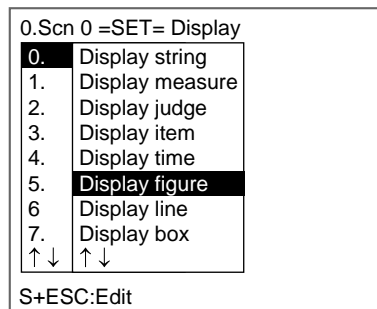 0.Scn 0 =SET= Display
0. Display string
1. Display measure
2. Display judge
3. Display item
4. Display time
5. Display figure
6 Display line
7. Display box
↑↓ ↑↓
S+ESC:Edit